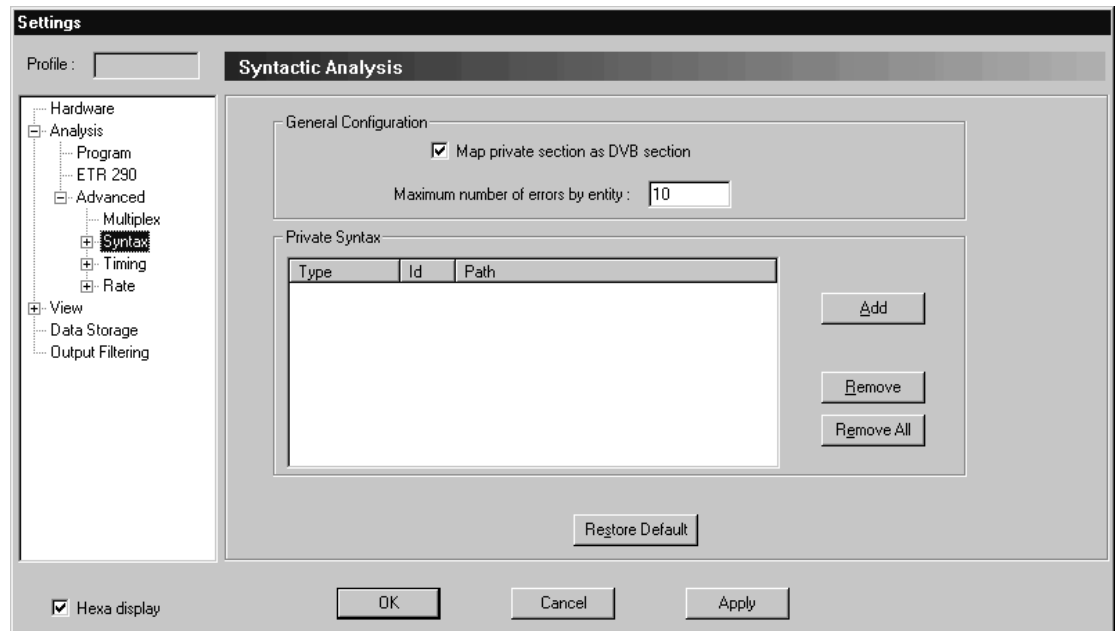 Settings
Profile :
Syntactic Analysis
Hardware
Analysis
Program
ETR 290
Advanced
Multiplex
Syntax
Timing
Rate
View
Data Storage
Output Filtering
General Configuration
Map private section as DVB section
Maximum number of errors by entity : 10
Private Syntax
Type Id Path
Add
Remove
Remove All
Restore Default
Hexa display
OK Cancel Apply